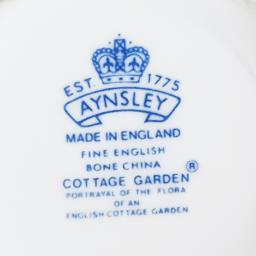 EST 1775
AYNSLEY
MADE IN ENGLAND
FINE ENGLISH
BONE CHINA
COTTAGE GARDEN ®
PORTRAYAL OF THE FLORA
OF AN
ENGLISH COTTAGE GARDEN